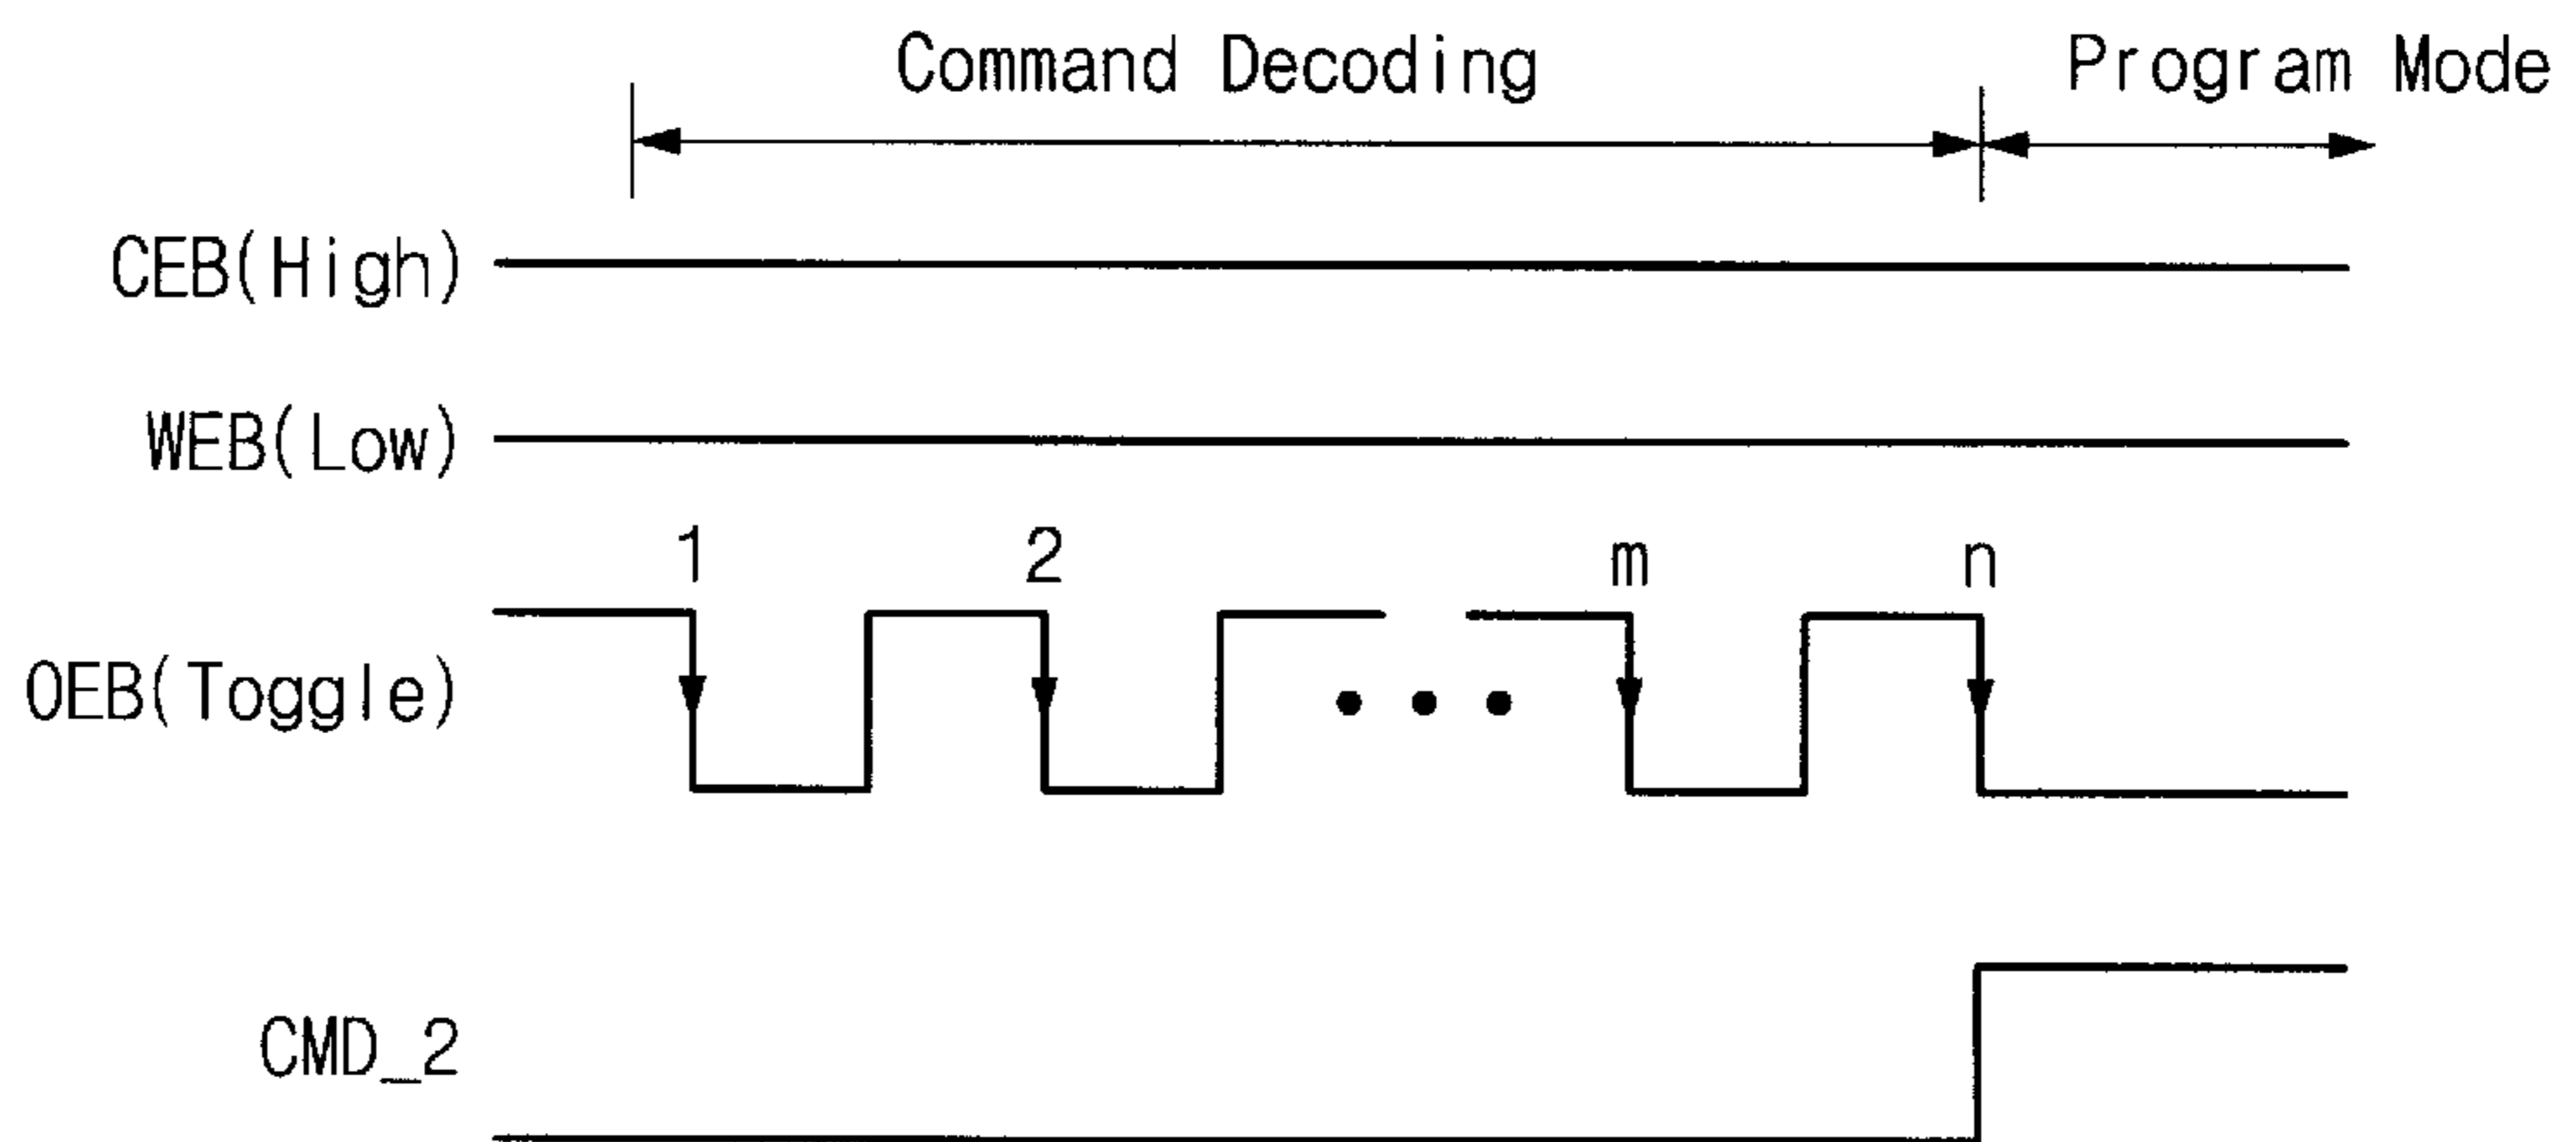 Command Decoding Program Mode
CEB(High)
WEB(Low)
1 2 m n
OEB(Toggle)
CMD_2